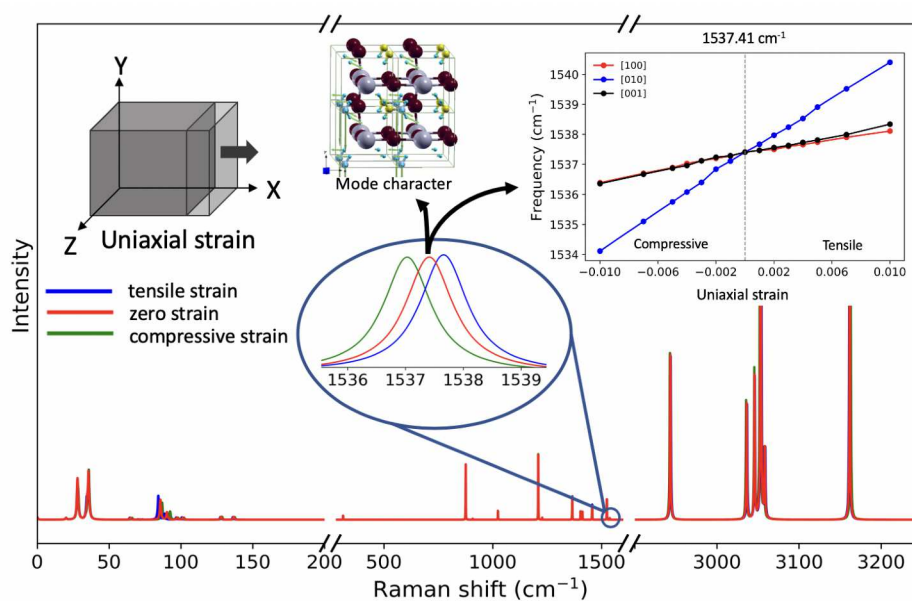 Y
X
Z
Uniaxial strain
tensile strain
zero strain
compressive strain
Mode character
1537.41 cm⁻¹
[100]
[010]
[001]
Frequency (cm⁻¹)
1540
1539
1538
1537
1536
1535
1534
Compressive
Tensile
−0.010 −0.006 −0.002 0.002 0.006 0.010
Uniaxial strain
1536 1537 1538 1539
Intensity
0 50 100 150 200 500 1000 1500 3000 3100 3200
Raman shift (cm⁻¹)